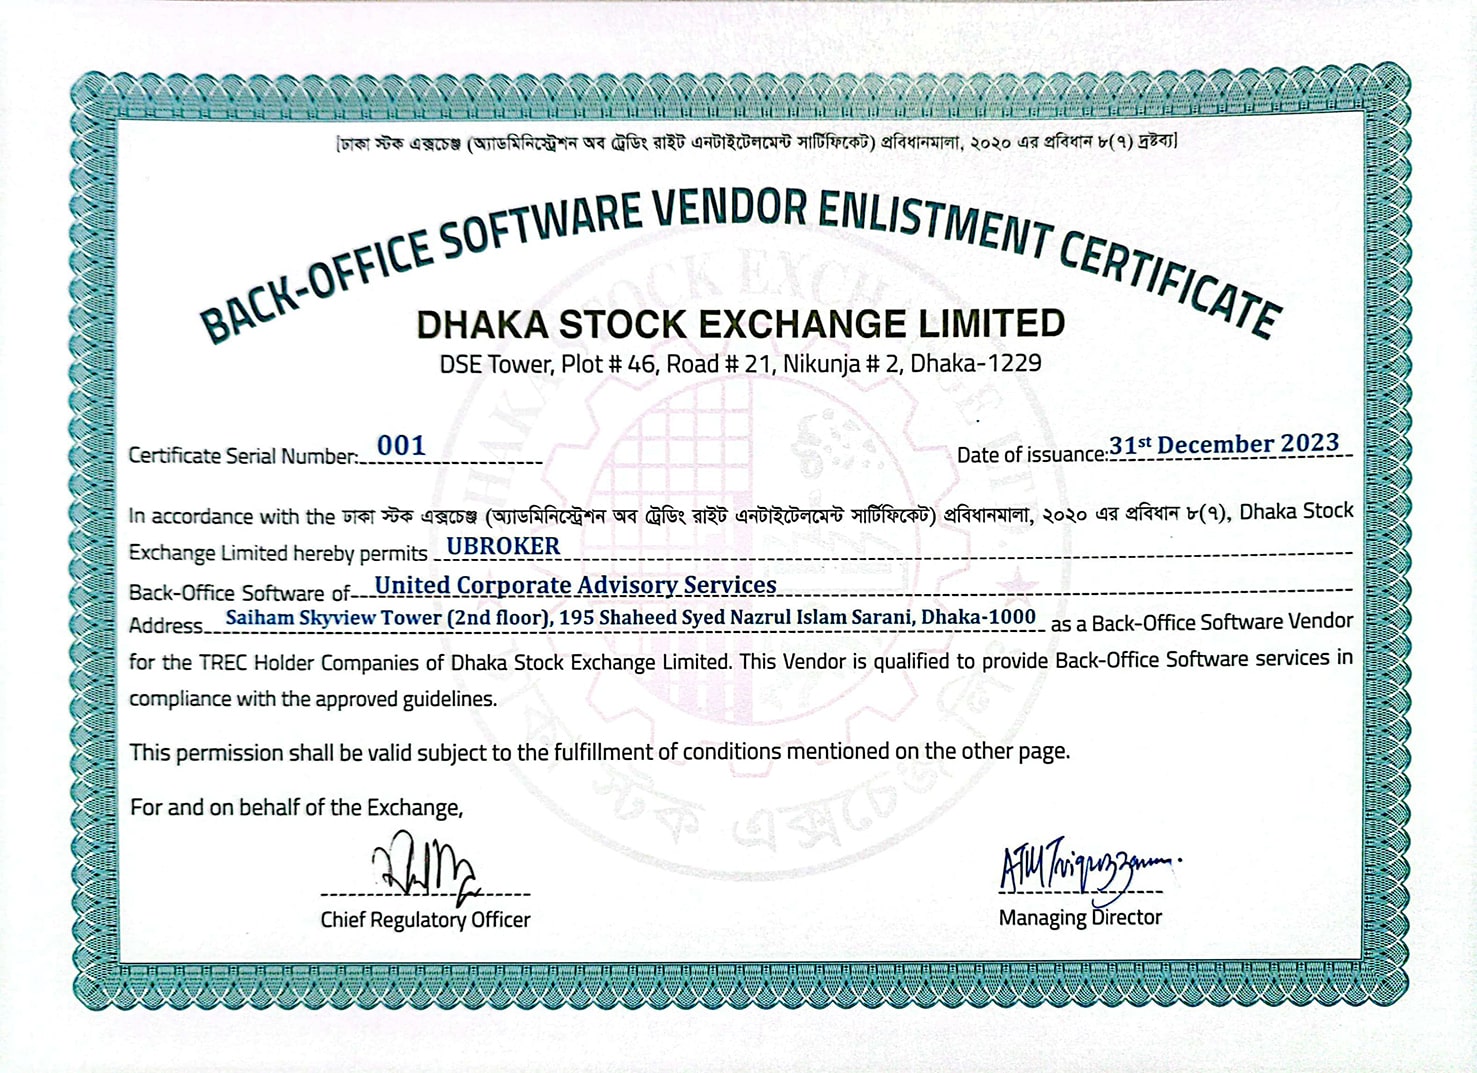 [ঢাকা স্টক এক্সচেঞ্জ (অ্যাডমিনিস্ট্রেশন অব ট্রেডিং রাইট এনটাইটেলমেন্ট সার্টিফিকেট) প্রবিধানমালা, ২০২০ এর প্রবিধান ৮(৭) দ্রষ্টব্য]
BACK-OFFICE SOFTWARE VENDOR ENLISTMENT CERTIFICATE
DHAKA STOCK EXCHANGE LIMITED
DSE Tower, Plot # 46, Road # 21, Nikunja # 2, Dhaka-1229
Certificate Serial Number: 001
Date of issuance: 31st December 2023
In accordance with the ঢাকা স্টক এক্সচেঞ্জ (অ্যাডমিনিস্ট্রেশন অব ট্রেডিং রাইট এনটাইটেলমেন্ট সার্টিফিকেট) প্রবিধানমালা, ২০২০ এর প্রবিধান ৮(৭), Dhaka Stock
Exchange Limited hereby permits UBROKER
Back-Office Software of United Corporate Advisory Services
Address Saiham Skyview Tower (2nd floor), 195 Shaheed Syed Nazrul Islam Sarani, Dhaka-1000 as a Back-Office Software Vendor
for the TREC Holder Companies of Dhaka Stock Exchange Limited. This Vendor is qualified to provide Back-Office Software services in
compliance with the approved guidelines.
This permission shall be valid subject to the fulfillment of conditions mentioned on the other page.
For and on behalf of the Exchange,
Chief Regulatory Officer
Managing Director